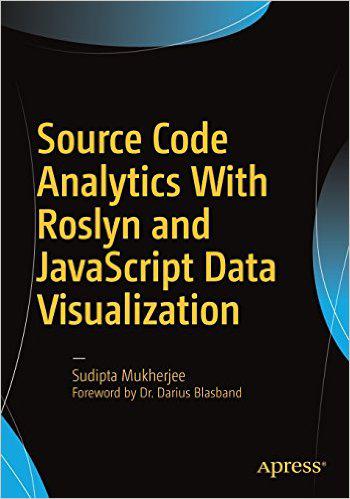 Source Code
Analytics With
Roslyn and
JavaScript Data
Visualization
—
Sudipta Mukherjee
Foreword by Dr. Darius Blasband
Apress®